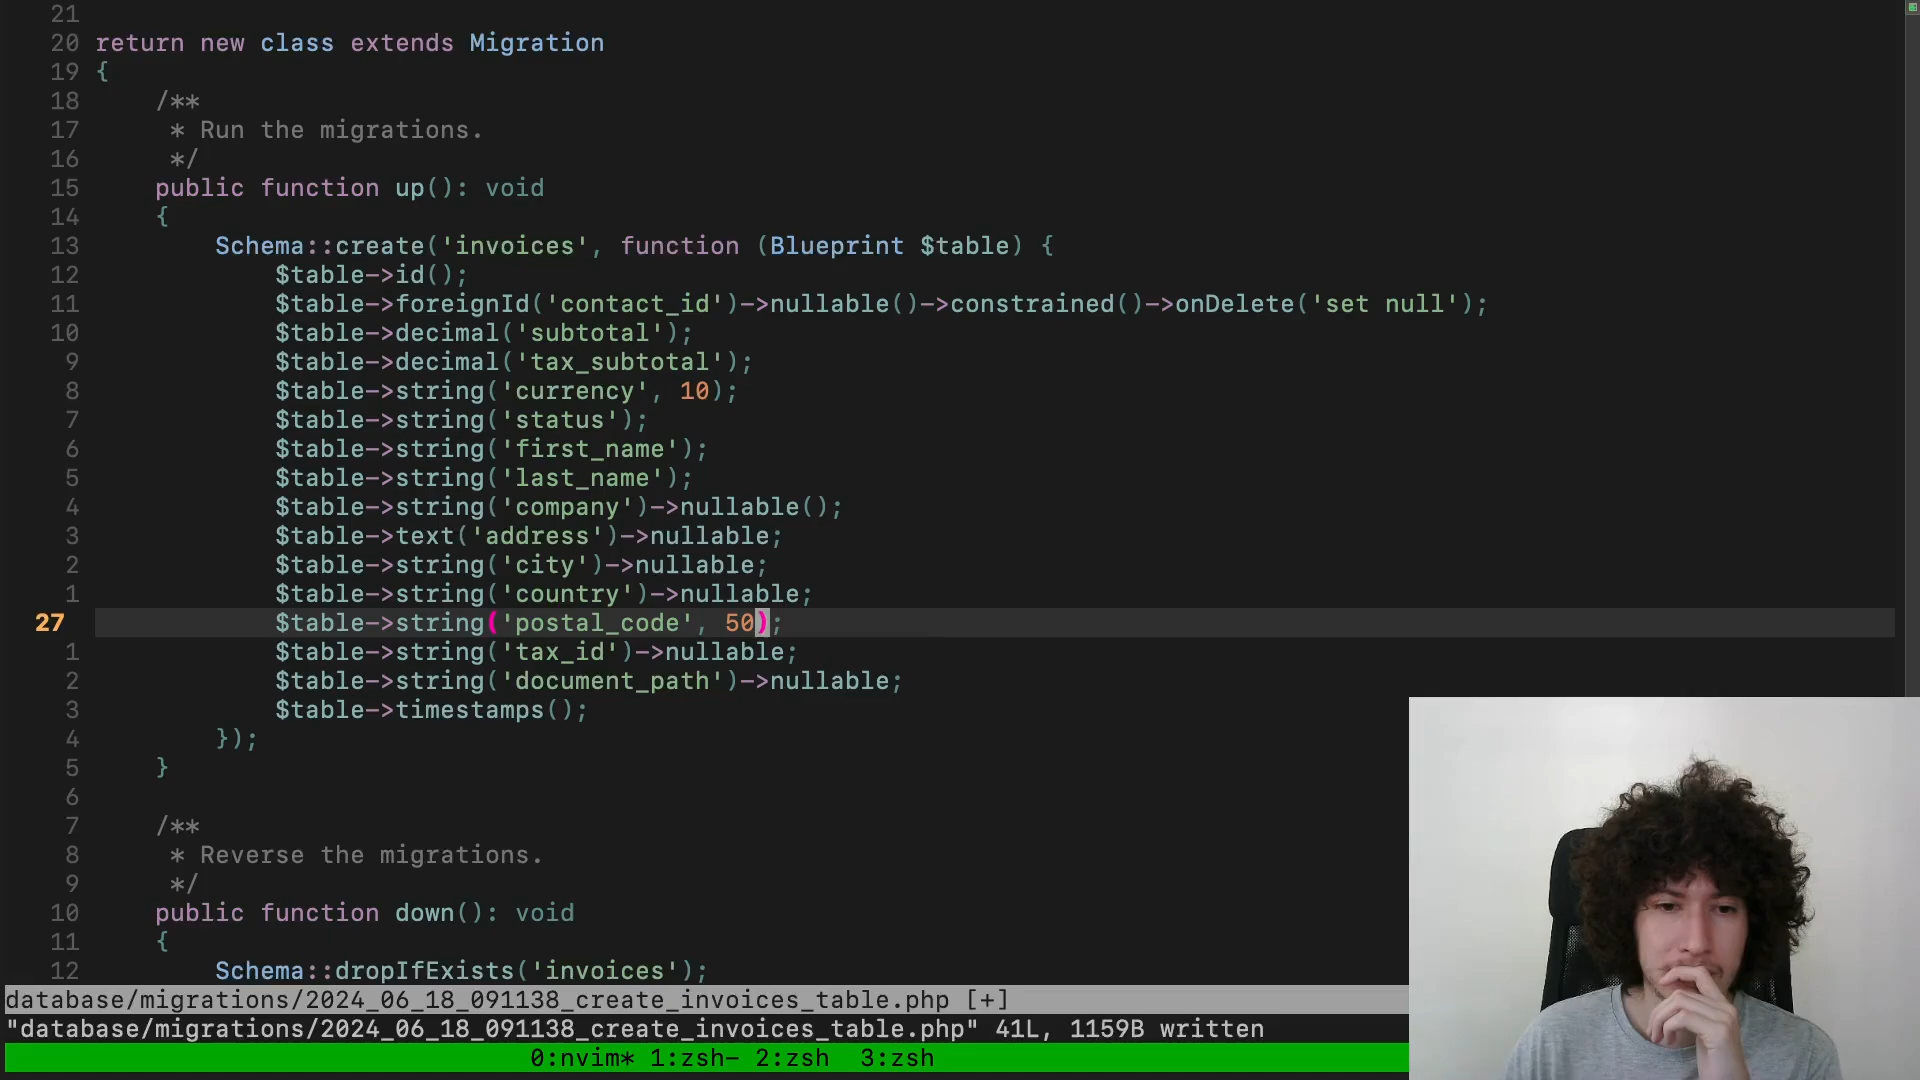 21
20 return new class extends Migration
19 {
18     /**
17      * Run the migrations.
16      */
15     public function up(): void
14     {
13         Schema::create('invoices', function (Blueprint $table) {
12             $table->id();
11             $table->foreignId('contact_id')->nullable()->constrained()->onDelete('set null');
10             $table->decimal('subtotal');
9             $table->decimal('tax_subtotal');
8             $table->string('currency', 10);
7             $table->string('status');
6             $table->string('first_name');
5             $table->string('last_name');
4             $table->string('company')->nullable();
3             $table->text('address')->nullable;
2             $table->string('city')->nullable;
1             $table->string('country')->nullable;
27             $table->string('postal_code', 50);
1             $table->string('tax_id')->nullable;
2             $table->string('document_path')->nullable;
3             $table->timestamps();
4         });
5     }
6
7     /**
8      * Reverse the migrations.
9      */
10     public function down(): void
11     {
12         Schema::dropIfExists('invoices');
database/migrations/2024_06_18_091138_create_invoices_table.php [+]
"database/migrations/2024_06_18_091138_create_invoices_table.php" 41L, 1159B written
0:nvim* 1:zsh- 2:zsh  3:zsh